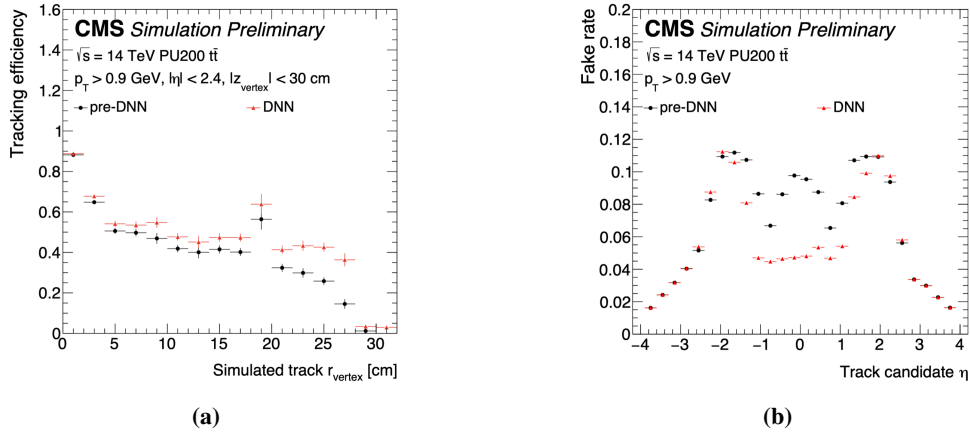 CMS Simulation Preliminary
√s = 14 TeV PU200 tt̄
p_T > 0.9 GeV, |η| < 2.4, |z_vertex| < 30 cm
pre-DNN DNN
Tracking efficiency
1.6
1.4
1.2
1
0.8
0.6
0.4
0.2
0
0 5 10 15 20 25 30
Simulated track r_vertex [cm]
(a)
CMS Simulation Preliminary
√s = 14 TeV PU200 tt̄
p_T > 0.9 GeV
pre-DNN DNN
Fake rate
0.2
0.18
0.16
0.14
0.12
0.1
0.08
0.06
0.04
0.02
0
−4 −3 −2 −1 0 1 2 3 4
Track candidate η
(b)